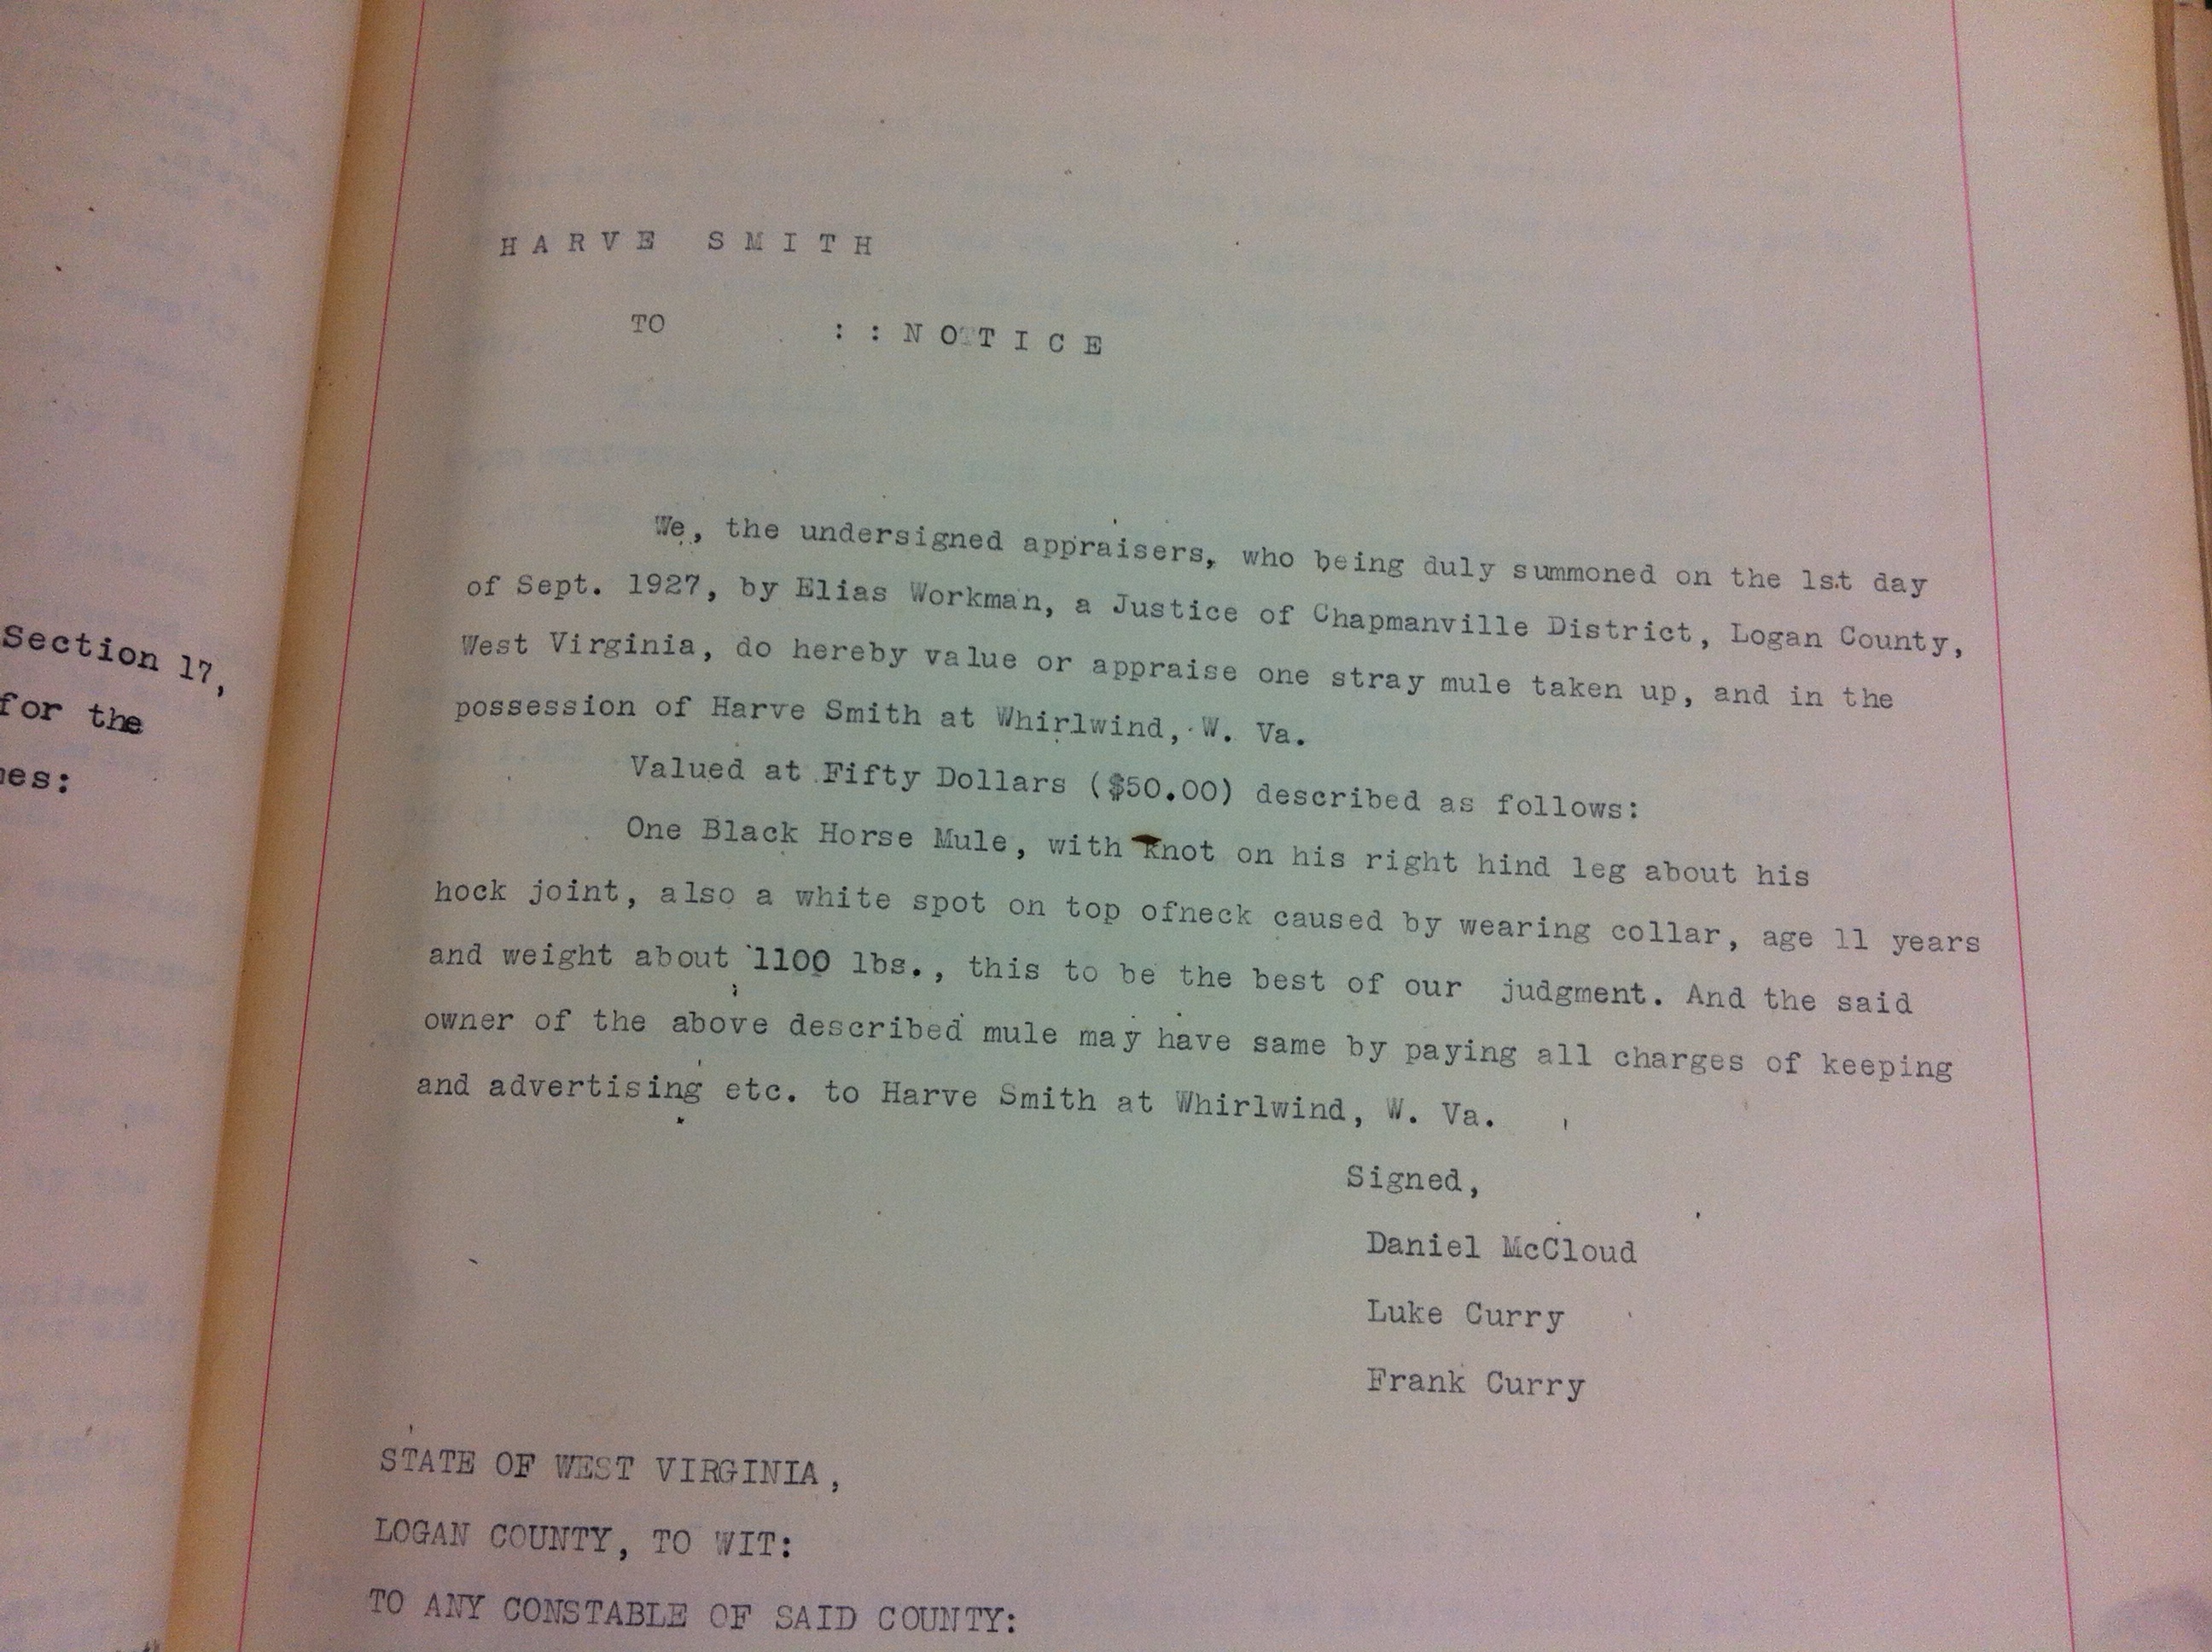 HARVE SMITH
TO ::NOTICE
We, the undersigned appraisers, who being duly summoned on the 1st day
of Sept. 1927, by Elias Workman, a Justice of Chapmanville District, Logan County,
West Virginia, do hereby value or appraise one stray mule taken up, and in the
possession of Harve Smith at Whirlwind, W. Va.
Valued at Fifty Dollars ($50.00) described as follows:
One Black Horse Mule, with knot on his right hind leg about his
hock joint, also a white spot on top ofneck caused by wearing collar, age 11 years
and weight about 1100 lbs., this to be the best of our judgment. And the said
owner of the above described mule may have same by paying all charges of keeping
and advertising etc. to Harve Smith at Whirlwind, W. Va.
Signed,
Daniel McCloud
Luke Curry
Frank Curry
STATE OF WEST VIRGINIA,
LOGAN COUNTY, TO WIT:
TO ANY CONSTABLE OF SAID COUNTY:
Section 17,
for the